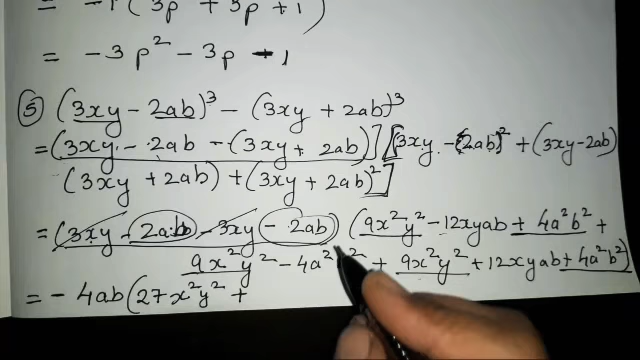 = -1 ( 3p² + 3p + 1 )
= -3p² - 3p - 1
⑤ (3xy - 2ab)³ - (3xy + 2ab)³
= (3xy - 2ab - (3xy + 2ab)] [(3xy - 2ab)² + (3xy - 2ab)
(3xy + 2ab) + (3xy + 2ab)²]
= (3xy - 2ab - 3xy - 2ab) (9x²y² - 12xyab + 4a²b² +
9x²y² - 4a² ² + 9x²y² + 12xyab + 4a²b²)
= - 4ab (27x²y² +